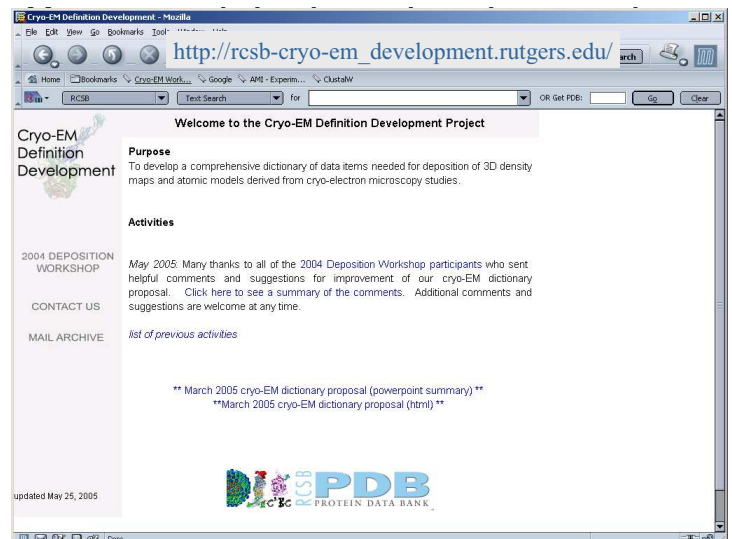 Cryo-EM Definition Development - Mozilla
File Edit View Go Bookmarks Tools Window Help
http://rcsb-cryo-em_development.rutgers.edu/
Home Bookmarks Cryo-EM Work... Google AMI - Experim... ClustalW
RCSB Text Search for OR Get PDB: Go Clear
Cryo-EM
Definition
Development
2004 DEPOSITION
WORKSHOP
CONTACT US
MAIL ARCHIVE
updated May 25, 2005
Welcome to the Cryo-EM Definition Development Project
Purpose
To develop a comprehensive dictionary of data items needed for deposition of 3D density
maps and atomic models derived from cryo-electron microscopy studies.
Activities
May 2005: Many thanks to all of the 2004 Deposition Workshop participants who sent
helpful comments and suggestions for improvement of our cryo-EM dictionary
proposal. Click here to see a summary of the comments. Additional comments and
suggestions are welcome at any time.
list of previous activities
** March 2005 cryo-EM dictionary proposal (powerpoint summary) **
**March 2005 cryo-EM dictionary proposal (html) **
RCSB
PDB
PROTEIN DATA BANK